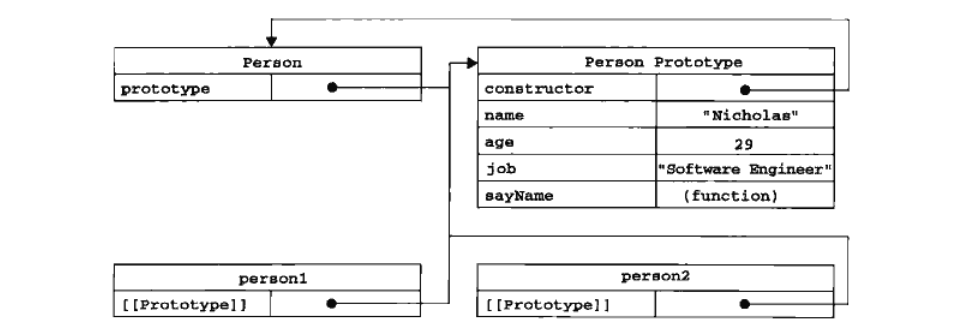 Person
prototype
Person Prototype
constructor
name "Nicholas"
age 29
job "Software Engineer"
sayName (function)
person1
[[Prototype]]
person2
[[Prototype]]